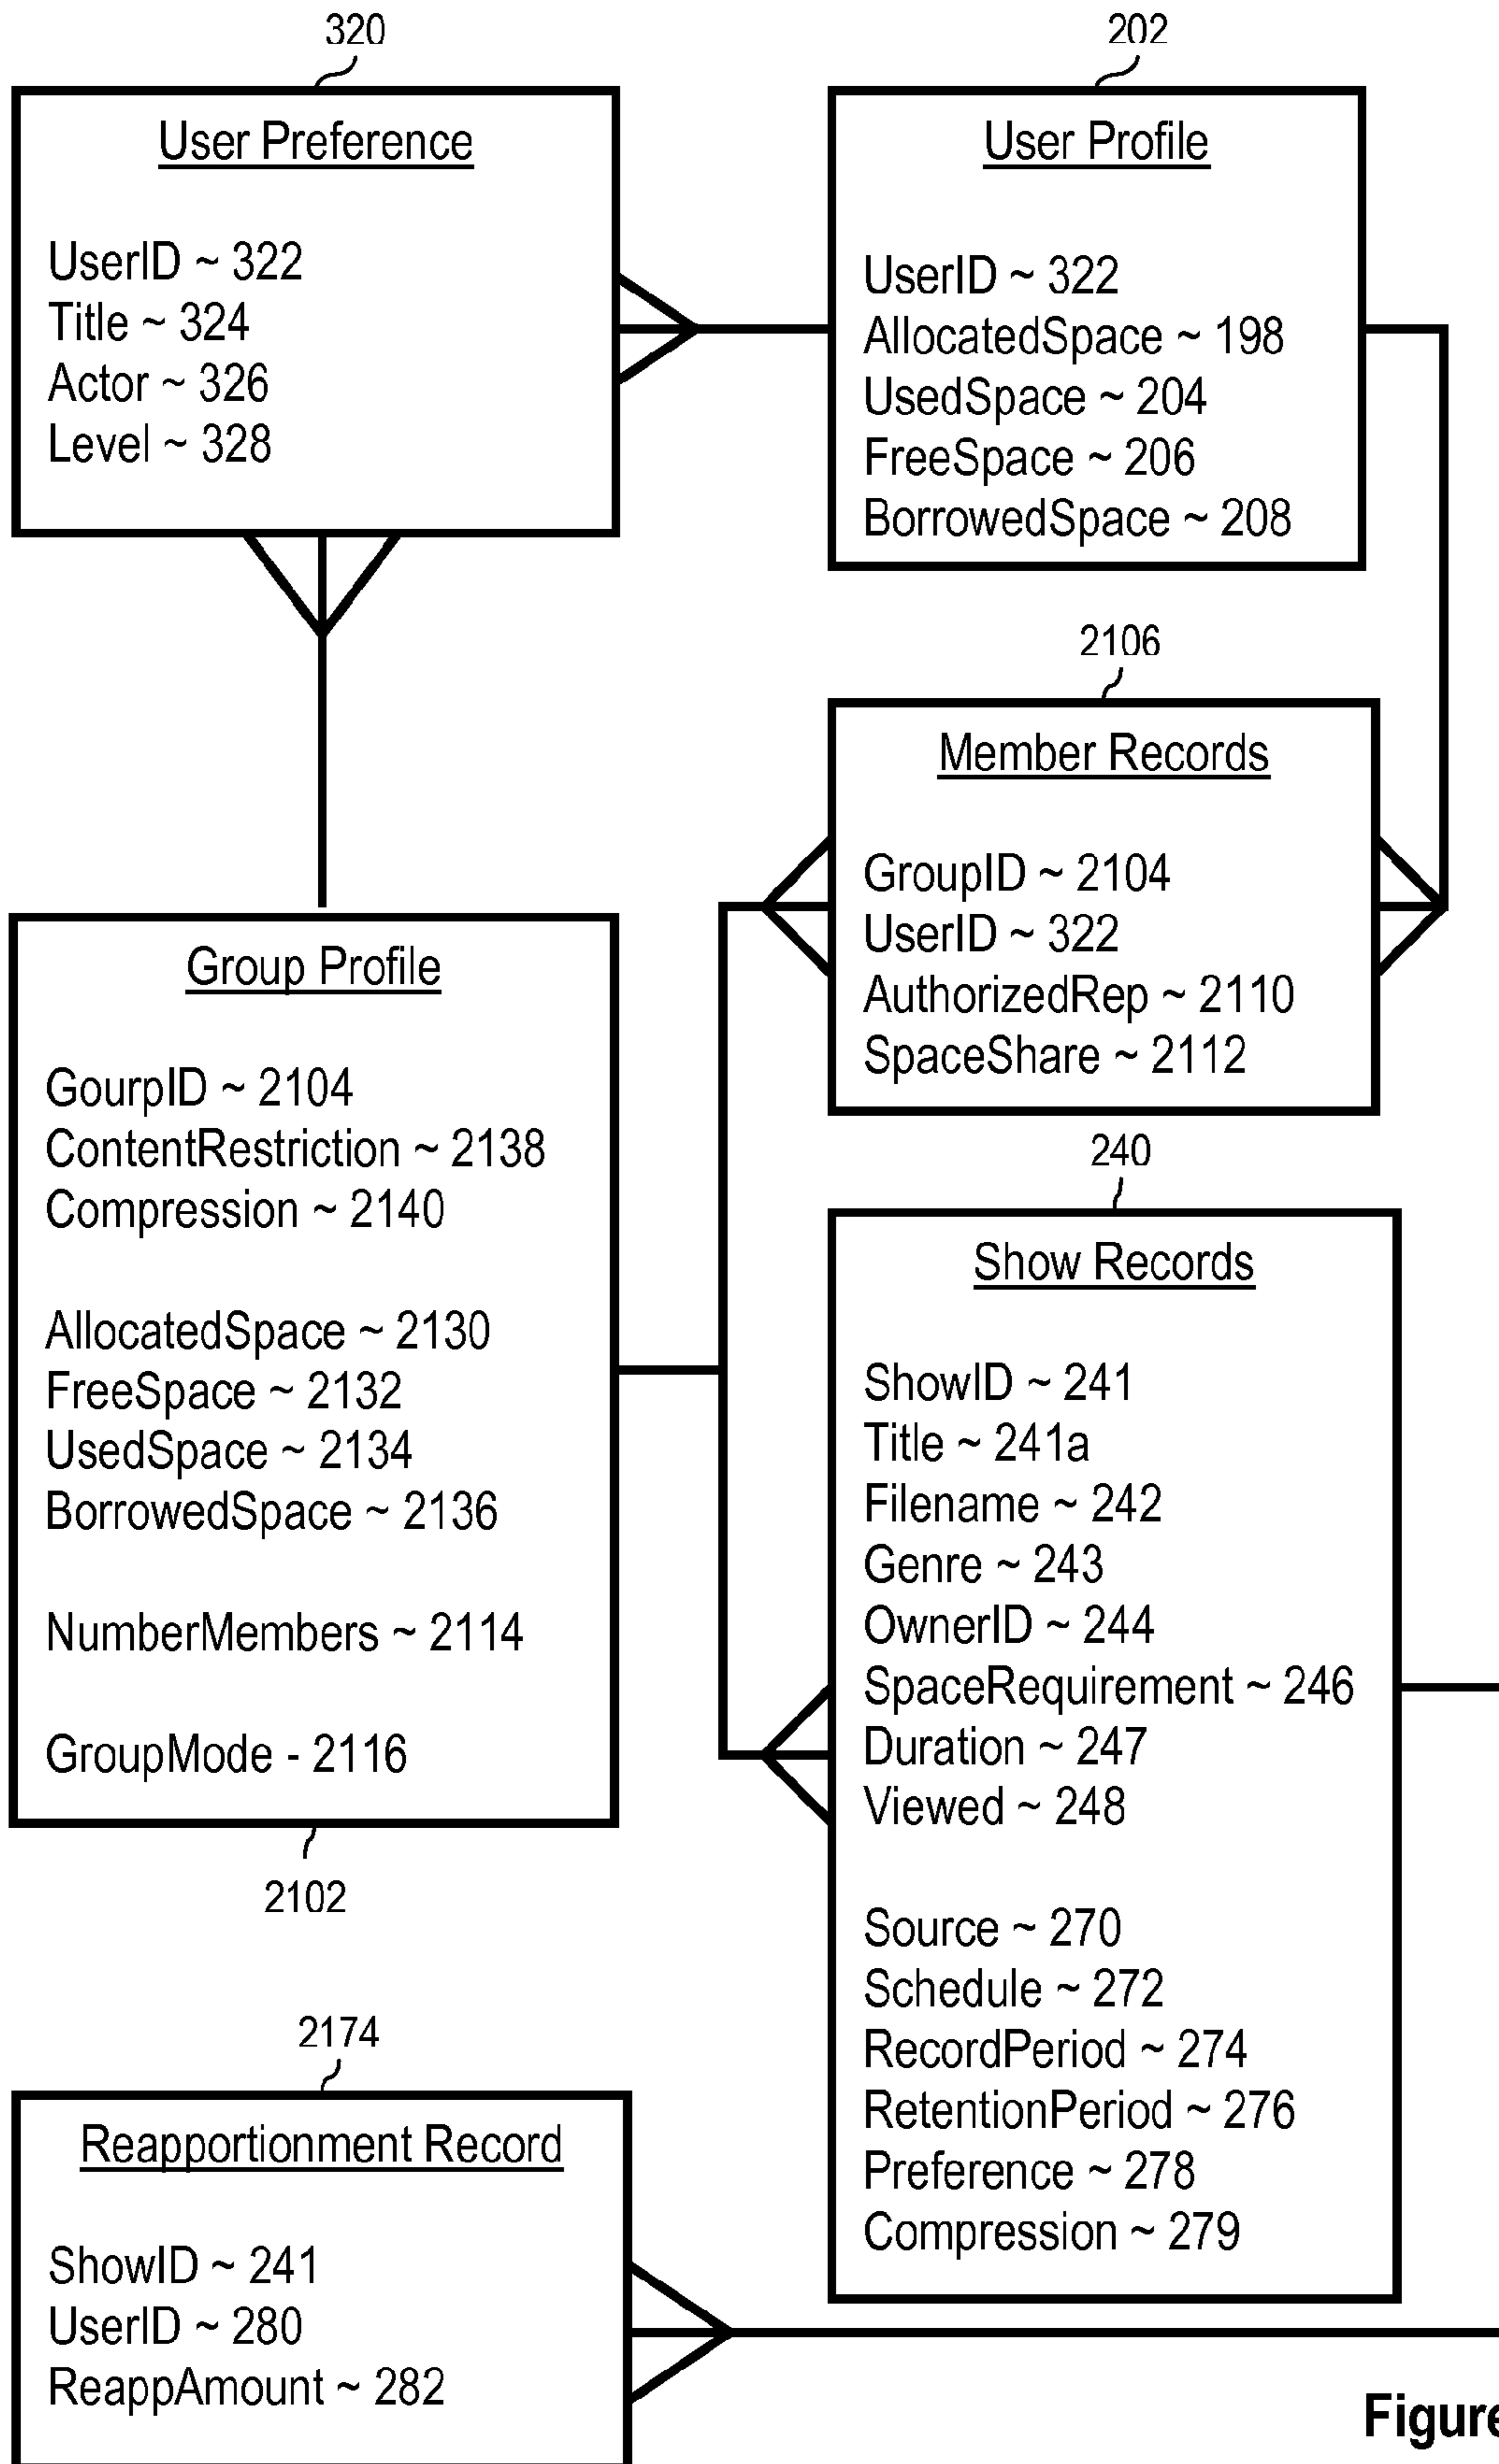 320
User Preference
UserID ~ 322
Title ~ 324
Actor ~ 326
Level ~ 328
202
User Profile
UserID ~ 322
AllocatedSpace ~ 198
UsedSpace ~ 204
FreeSpace ~ 206
BorrowedSpace ~ 208
2106
Member Records
GroupID ~ 2104
UserID ~ 322
AuthorizedRep ~ 2110
SpaceShare ~ 2112
Group Profile
GourpID ~ 2104
ContentRestriction ~ 2138
Compression ~ 2140
AllocatedSpace ~ 2130
FreeSpace ~ 2132
UsedSpace ~ 2134
BorrowedSpace ~ 2136
NumberMembers ~ 2114
GroupMode - 2116
2102
240
Show Records
ShowID ~ 241
Title ~ 241a
Filename ~ 242
Genre ~ 243
OwnerID ~ 244
SpaceRequirement ~ 246
Duration ~ 247
Viewed ~ 248
Source ~ 270
Schedule ~ 272
RecordPeriod ~ 274
RetentionPeriod ~ 276
Preference ~ 278
Compression ~ 279
2174
Reapportionment Record
ShowID ~ 241
UserID ~ 280
ReappAmount ~ 282
Figure